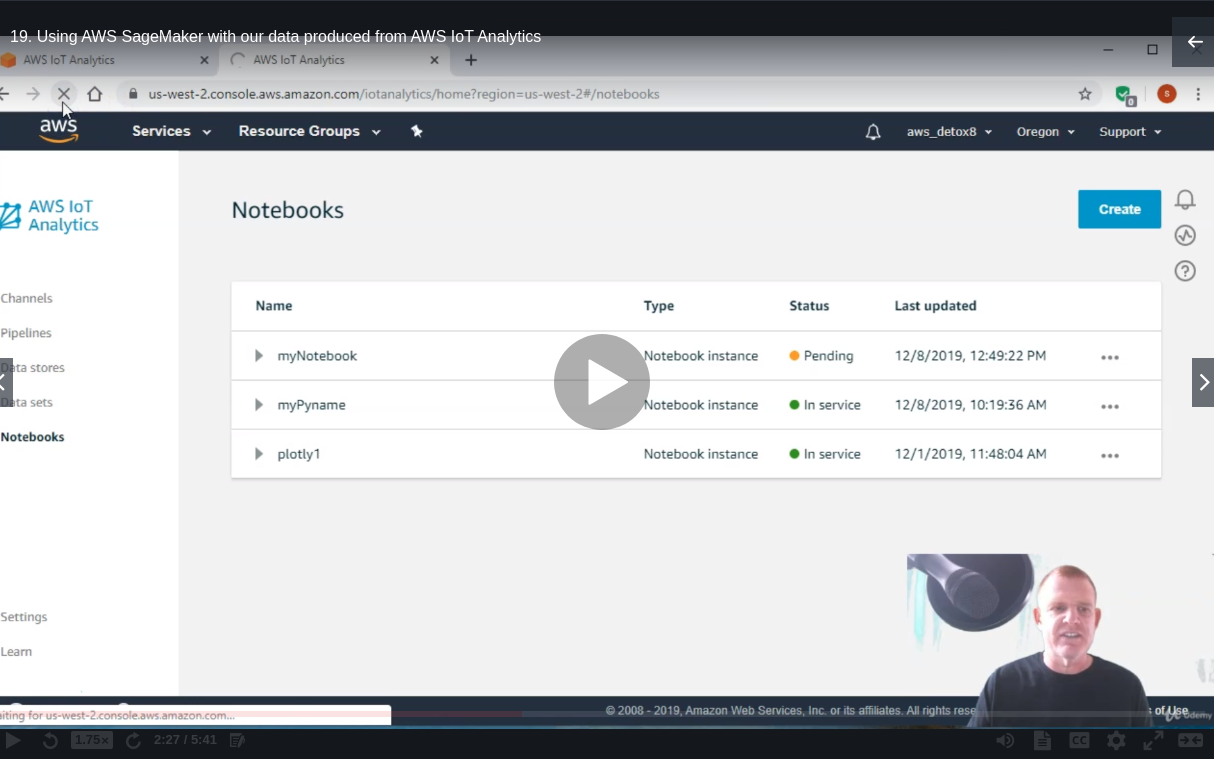 19. Using AWS SageMaker with our data produced from AWS IoT Analytics
AWS IoT Analytics
AWS IoT Analytics
us-west-2.console.aws.amazon.com/iotanalytics/home?region=us-west-2#/notebooks
0
S
aws
Services
Resource Groups
aws_detox8
Oregon
Support
AWS IoT
Analytics
Channels
Pipelines
Data stores
Data sets
Notebooks
Settings
Learn
Notebooks
Create
Name Type Status Last updated
myNotebook Notebook instance Pending 12/8/2019, 12:49:22 PM
myPyname Notebook instance In service 12/8/2019, 10:19:36 AM
plotly1 Notebook instance In service 12/1/2019, 11:48:04 AM
aiting for us-west-2.console.aws.amazon.com...
© 2008 - 2019, Amazon Web Services, Inc. or its affiliates. All rights rese
of Use
Udemy
1.75×
2:27 / 5:41
CC